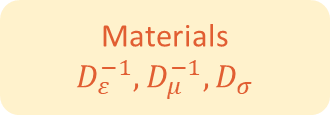 Materials
𝐷_𝜀^{−1}, 𝐷_𝜇^{−1}, 𝐷_𝜎